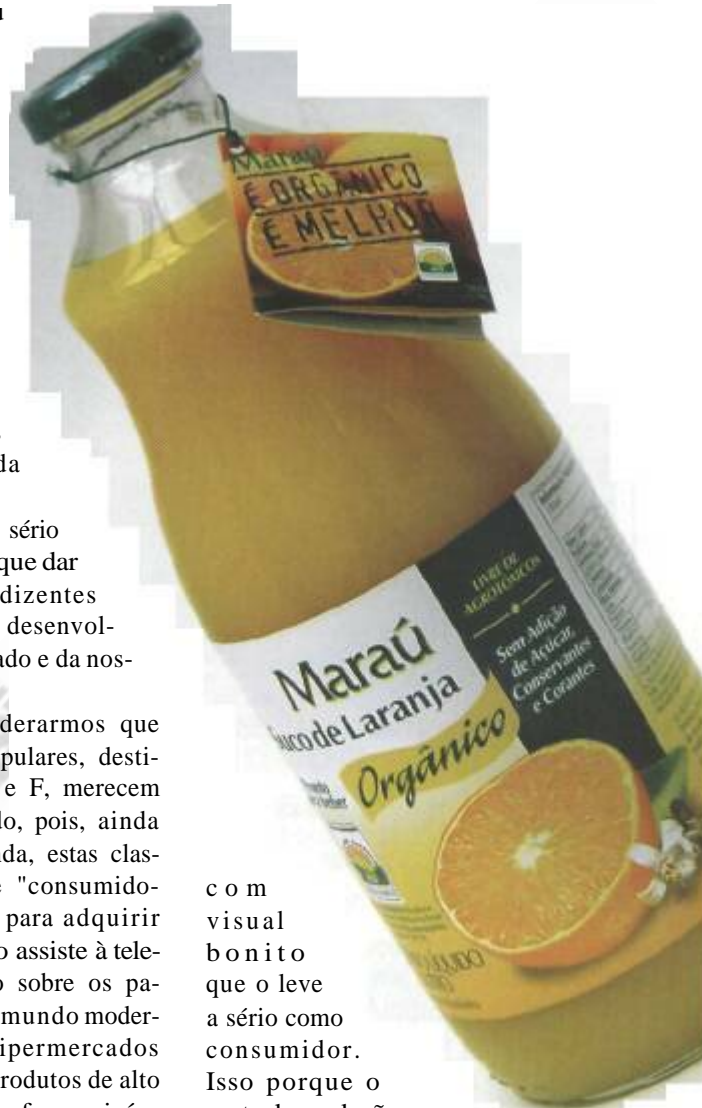 da
sério
que dar
dizentes
desenvol-
ado e da nos-
derarmos que
pulares, desti-
e F, merecem
do, pois, ainda
nda, estas clas-
e "consumido-
para adquirir
o assiste à tele-
o sobre os pa-
mundo moder-
ipermercados
rodutos de alto
com
visual
bonito
que o leve
a sério como
consumidor.
Isso porque o
Maraú
É ORGÂNICO
É MELHOR
LIVRE DE
AGROTÓXICOS
Sem Adição
de Açúcar,
Conservantes
e Corantes
Maraú
Suco de Laranja
Orgânico